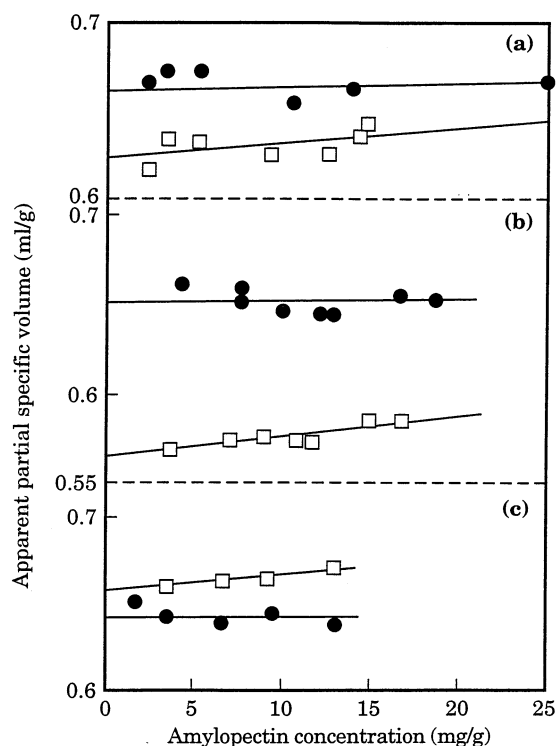 0.7
(a)
0.6
0.7
(b)
0.6
0.55
0.7
(c)
0.6
0 5 10 15 20 25
Amylopectin concentration (mg/g)
Apparent partial specific volume (ml/g)